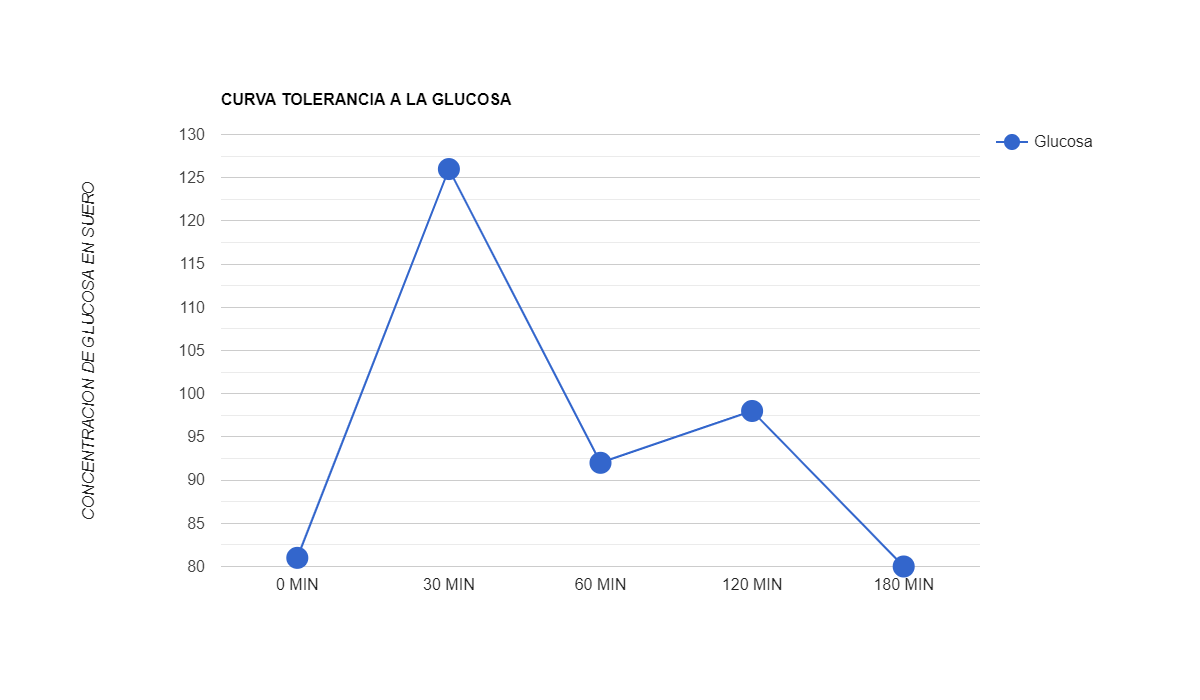 CURVA TOLERANCIA A LA GLUCOSA
Glucosa
CONCENTRACION DE GLUCOSA EN SUERO
130
125
120
115
110
105
100
95
90
85
80
0 MIN
30 MIN
60 MIN
120 MIN
180 MIN